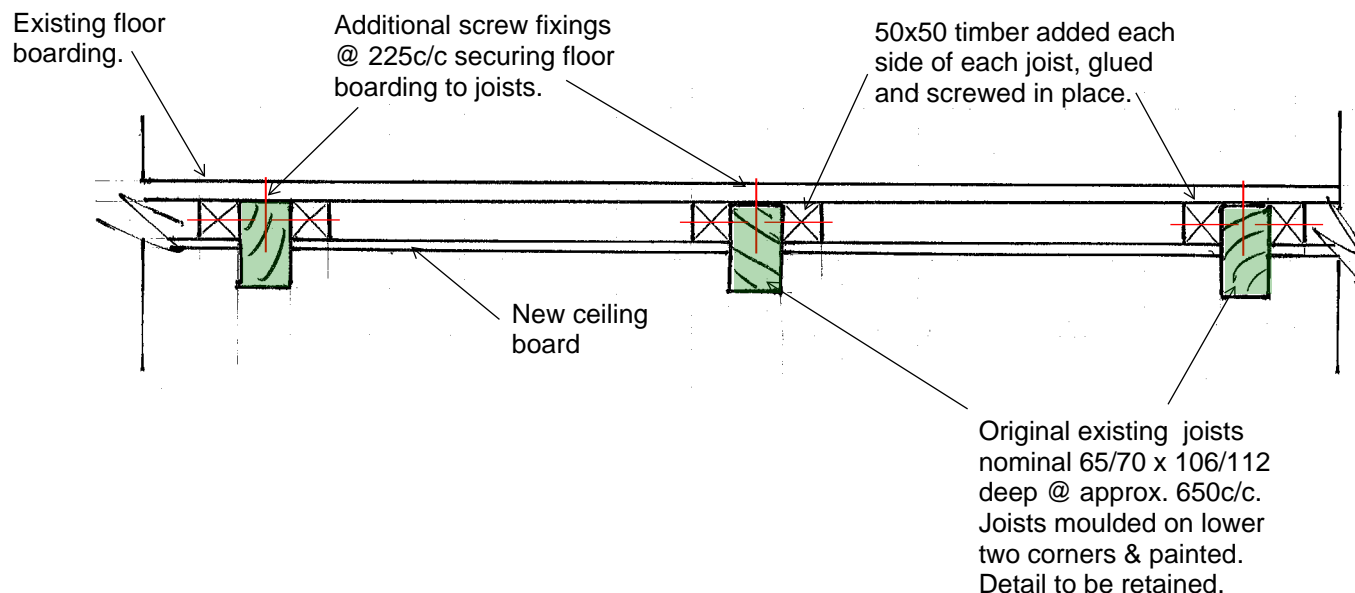 Existing floor
boarding.
Additional screw fixings
@ 225c/c securing floor
boarding to joists.
50x50 timber added each
side of each joist, glued
and screwed in place.
New ceiling
board
Original existing  joists
nominal 65/70 x 106/112
deep @ approx. 650c/c.
Joists moulded on lower
two corners & painted.
Detail to be retained.